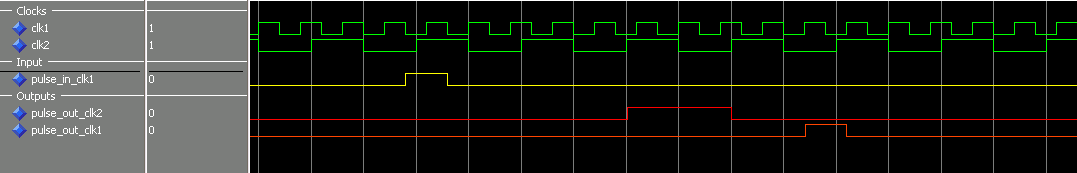 Clocks
clk1 1
clk2 1
Input
pulse_in_clk1 0
Outputs
pulse_out_clk2 0
pulse_out_clk1 0